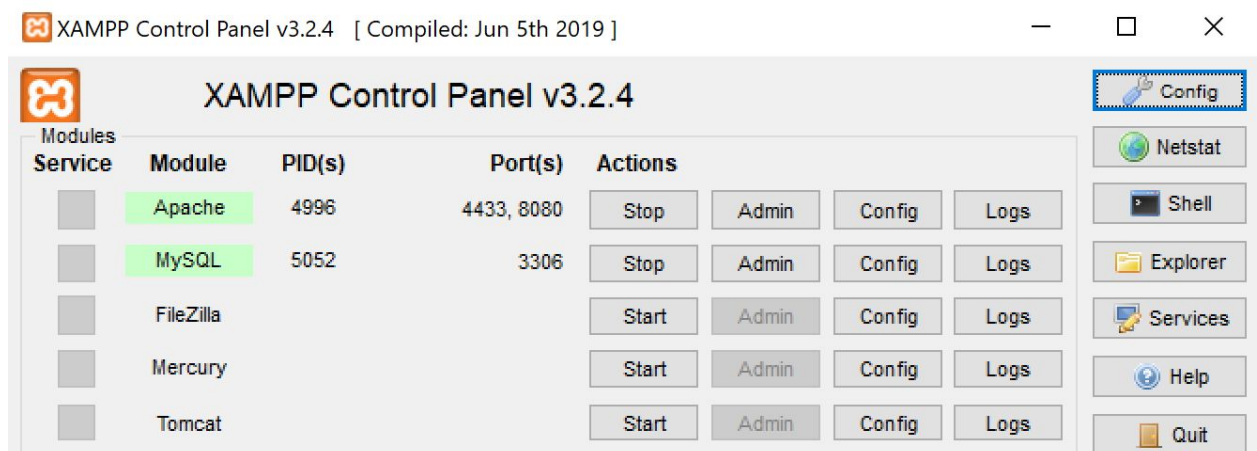 XAMPP Control Panel v3.2.4 [ Compiled: Jun 5th 2019 ]
XAMPP Control Panel v3.2.4
Config
Modules
Netstat
Service Module PID(s) Port(s) Actions
Apache 4996 4433, 8080 Stop Admin Config Logs
Shell
MySQL 5052 3306 Stop Admin Config Logs
Explorer
FileZilla Start Admin Config Logs
Services
Mercury Start Admin Config Logs
Help
Tomcat Start Admin Config Logs
Quit